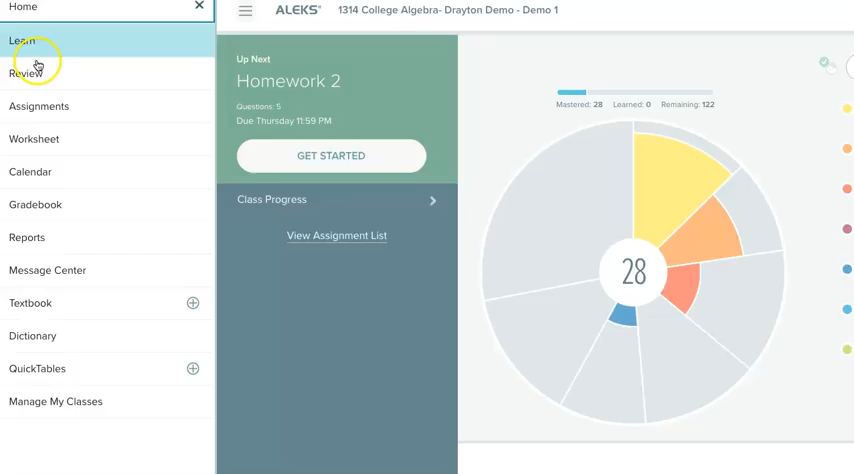 Home
Learn
Review
Assignments
Worksheet
Calendar
Gradebook
Reports
Message Center
Textbook
Dictionary
QuickTables
Manage My Classes
ALEKS® 1314 College Algebra- Drayton Demo - Demo 1
Up Next
Homework 2
Questions: 5
Due Thursday 11:59 PM
GET STARTED
Class Progress
View Assignment List
Mastered: 28 Learned: 0 Remaining: 122
28